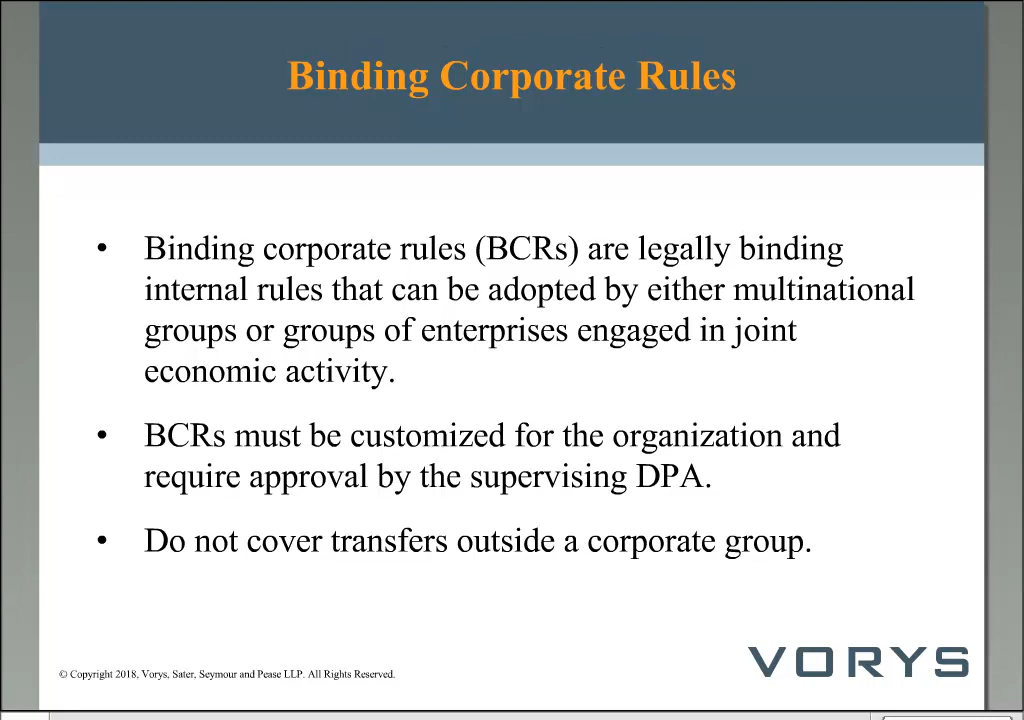 Binding Corporate Rules
• Binding corporate rules (BCRs) are legally binding
internal rules that can be adopted by either multinational
groups or groups of enterprises engaged in joint
economic activity.
• BCRs must be customized for the organization and
require approval by the supervising DPA.
• Do not cover transfers outside a corporate group.
© Copyright 2018, Vorys, Sater, Seymour and Pease LLP. All Rights Reserved.
VORYS